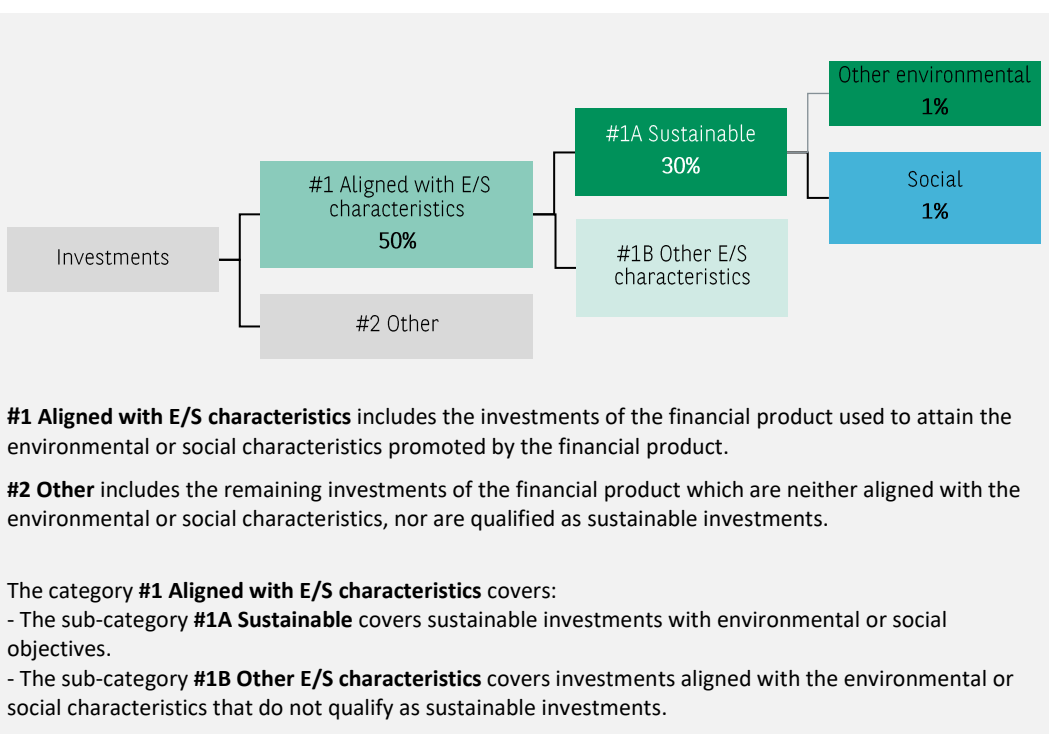 Other environmental
1%
#1A Sustainable
30%
Social
1%
#1 Aligned with E/S
characteristics
50%
Investments
#1B Other E/S
characteristics
#2 Other
#1 Aligned with E/S characteristics includes the investments of the financial product used to attain the
environmental or social characteristics promoted by the financial product.
#2 Other includes the remaining investments of the financial product which are neither aligned with the
environmental or social characteristics, nor are qualified as sustainable investments.
The category #1 Aligned with E/S characteristics covers:
- The sub-category #1A Sustainable covers sustainable investments with environmental or social
objectives.
- The sub-category #1B Other E/S characteristics covers investments aligned with the environmental or
social characteristics that do not qualify as sustainable investments.